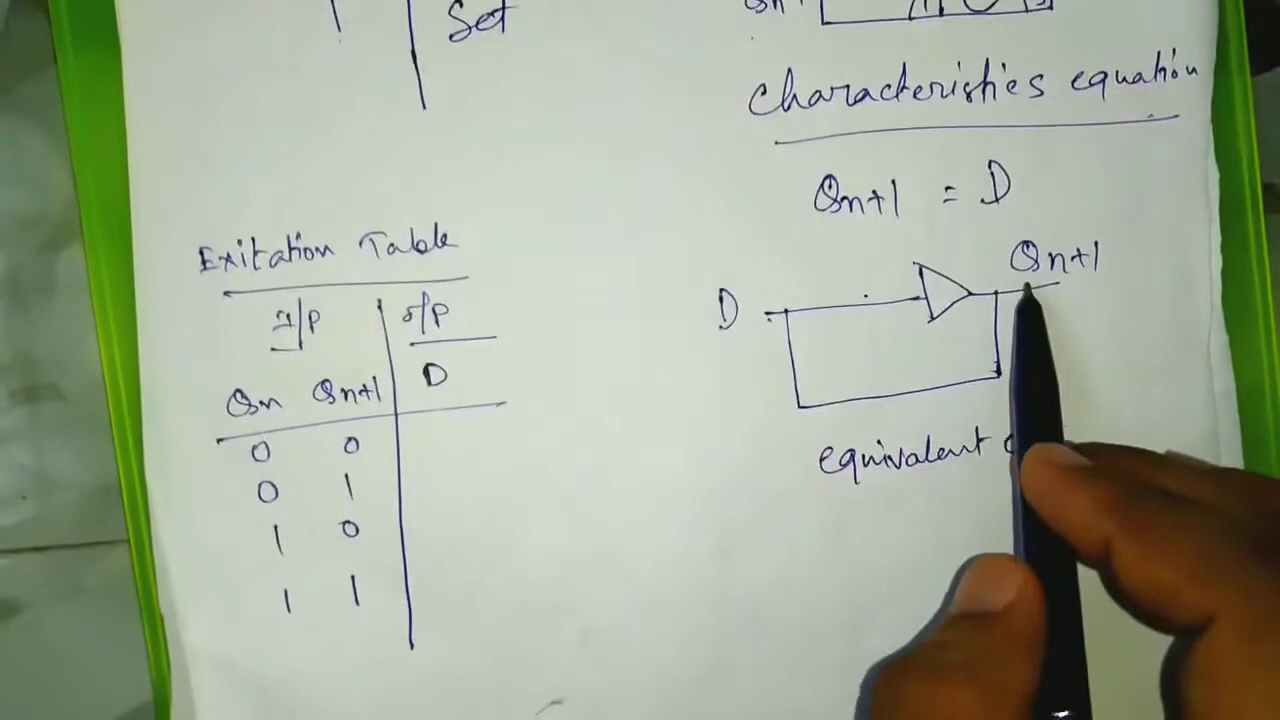 1 Set
characteristics equation
Qn+1 = D
Exitation Table
I/P O/P
Qn Qn+1 D
0 0
0 1
1 0
1 1
D Qn+1
equivalent